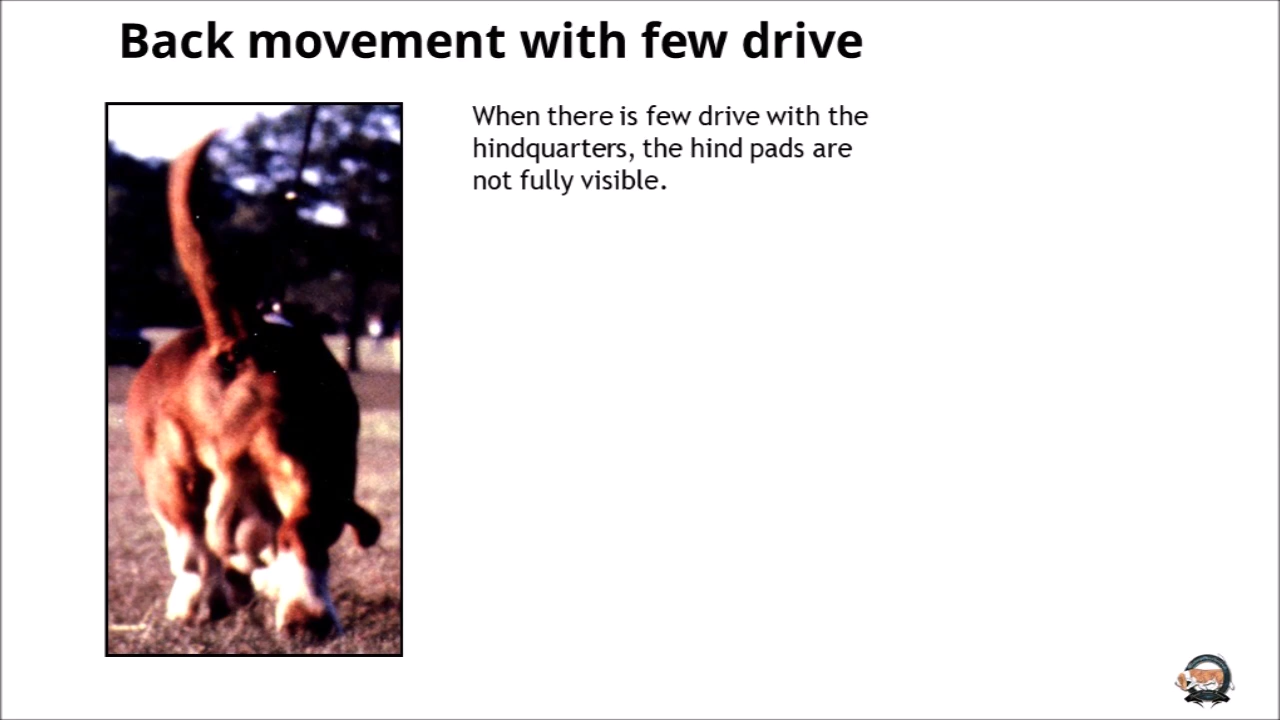 Back movement with few drive
When there is few drive with the
hindquarters, the hind pads are
not fully visible.